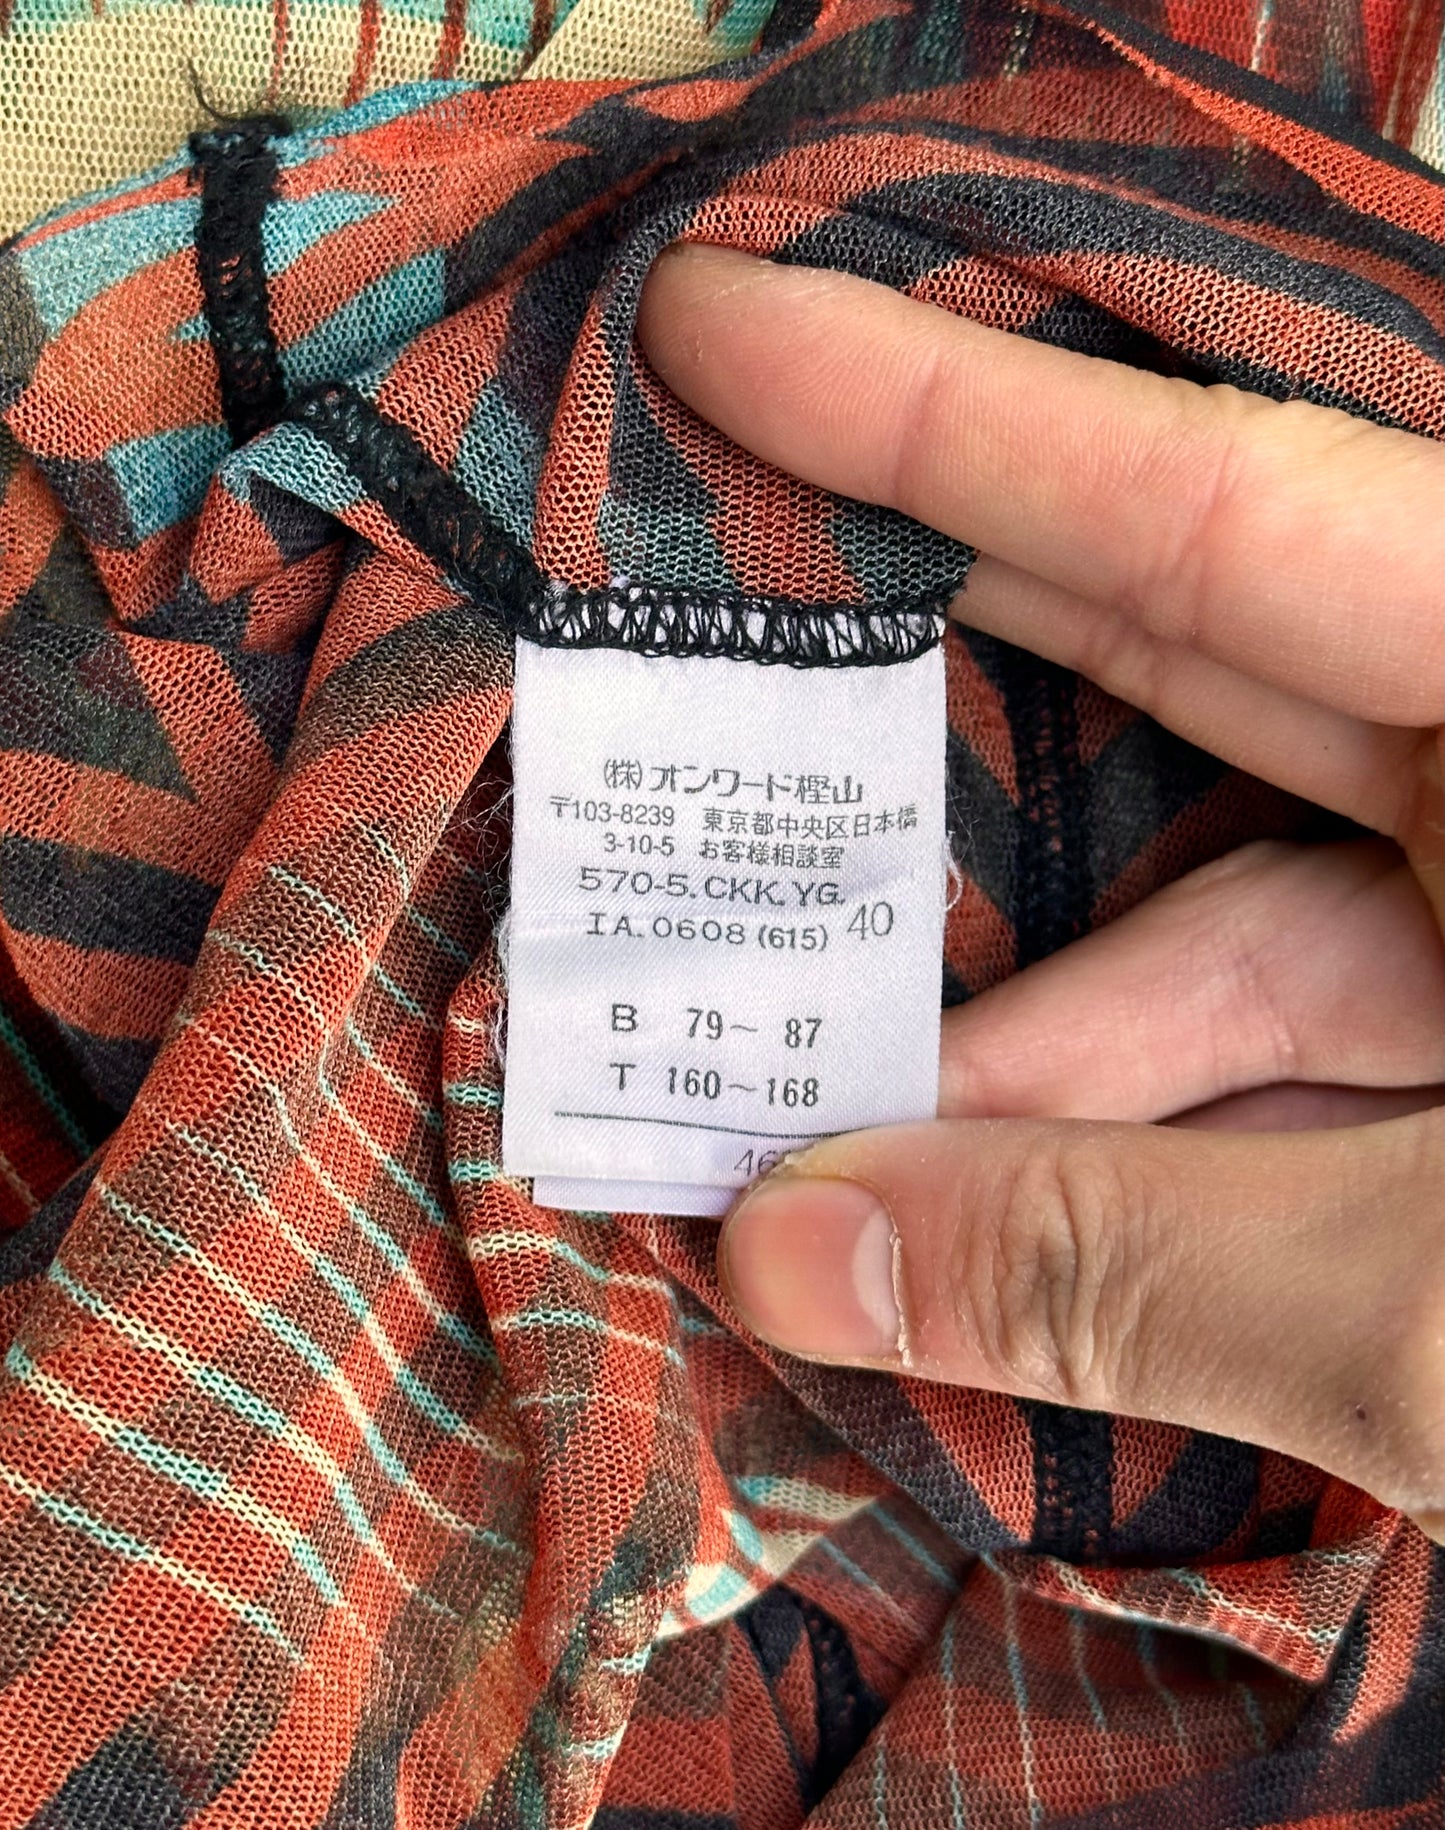 ㈱オンワード樫山
〒103-8239 東京都中央区日本橋
3-10-5 お客様相談室
570-5.CKK.YG.
IA.0608 (615) 40
B 79～ 87
T 160～168